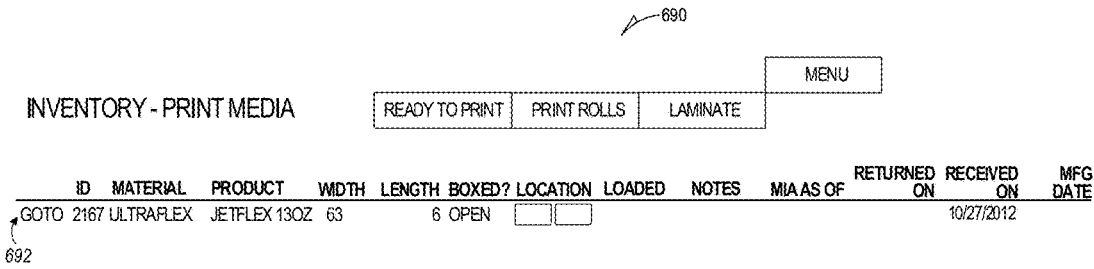 690
MENU
INVENTORY - PRINT MEDIA READY TO PRINT PRINT ROLLS LAMINATE
RETURNED RECEIVED MFG
ID MATERIAL PRODUCT WIDTH LENGTH BOXED? LOCATION LOADED NOTES MIA AS OF ON ON DATE
GOTO 2167 ULTRAFLEX JETFLEX 13OZ 63 6 OPEN 10/27/2012
692